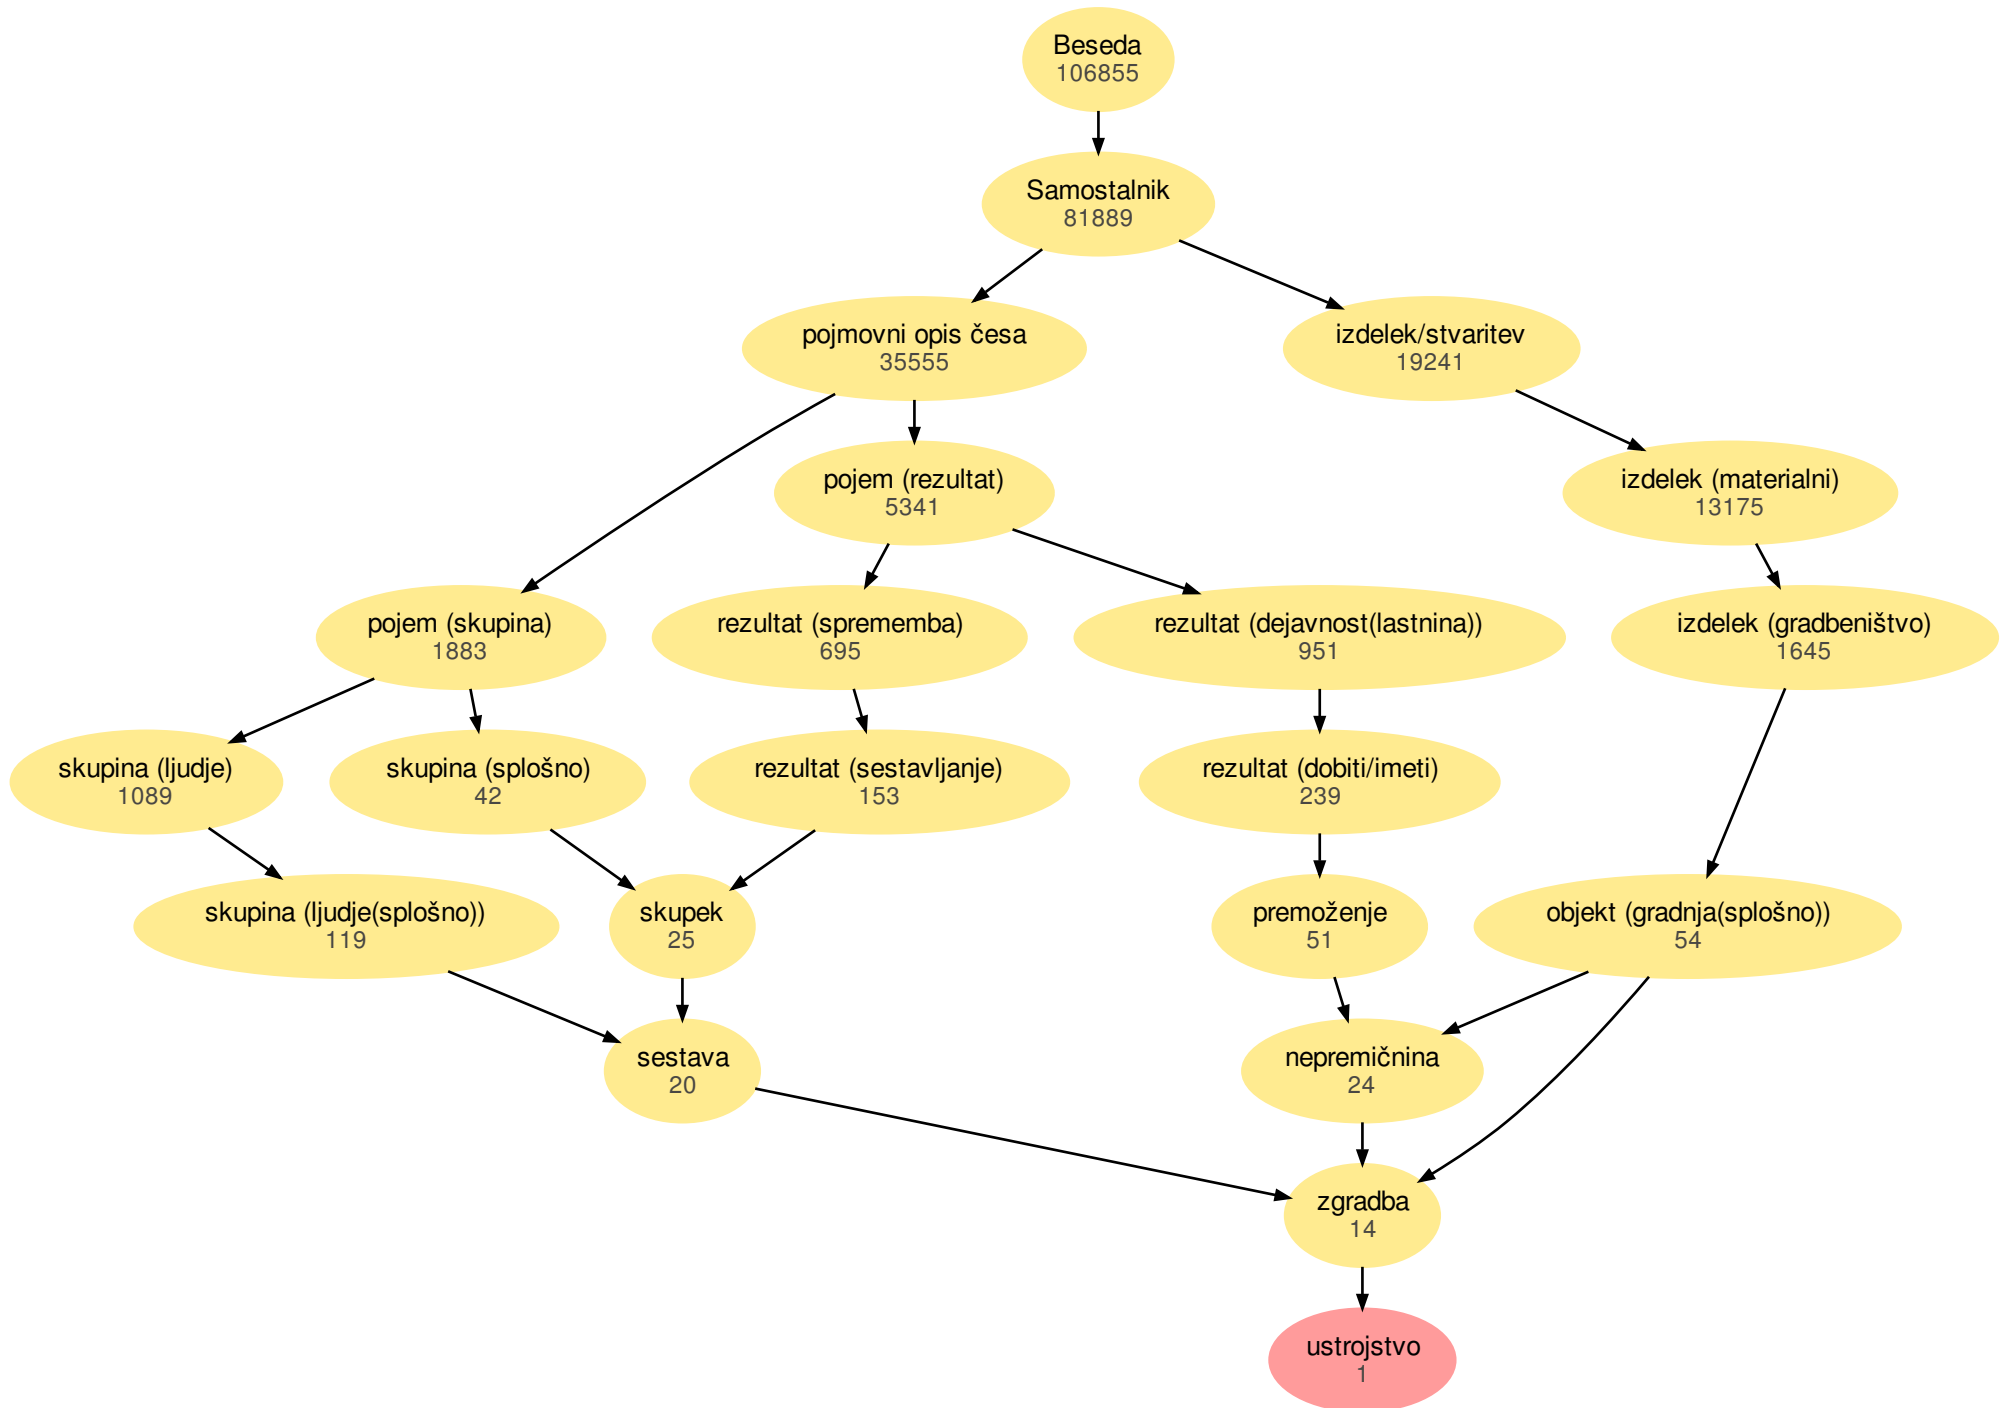 Beseda
106855
Samostalnik
81889
pojmovni opis česa
35555
izdelek/stvaritev
19241
pojem (rezultat)
5341
izdelek (materialni)
13175
pojem (skupina)
1883
rezultat (sprememba)
695
rezultat (dejavnost(lastnina))
951
izdelek (gradbeništvo)
1645
skupina (ljudje)
1089
skupina (splošno)
42
rezultat (sestavljanje)
153
rezultat (dobiti/imeti)
239
skupina (ljudje(splošno))
119
skupek
25
premoženje
51
objekt (gradnja(splošno))
54
sestava
20
nepremičnina
24
zgradba
14
ustrojstvo
1